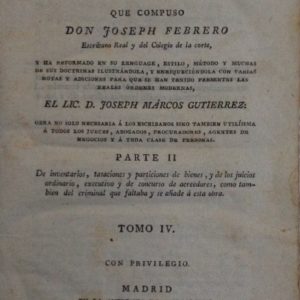 QUE COMPUSO
DON JOSEPH FEBRERO
Escribano Real y del Colegio de la corte,
Y HA REFORMADO EN SU LENGUAGE, ESTILO, MÉTODO Y MUCHAS
DE SUS DOCTRINAS ILUSTRÁNDOLA, Y ENRIQUECIÉNDOLA CON VARIAS
NOTAS Y ADICIONES PARA QUE SE HAN TENIDO PRESENTES LAS
REALES ÓRDENES MODERNAS,
EL LIC. D. JOSEPH MÁRCOS GUTIERREZ:
OBRA NO SOLO NECESARIA Á LOS ESCRIBANOS SINO TAMBIEN UTILÍSIMA
Á TODOS LOS JUECES, ABOGADOS, PROCURADORES, AGENTES DE
NEGOCIOS Y Á TODA CLASE DE PERSONAS.
PARTE II
De inventarios, tasaciones y particiones de bienes, y de los juicios
ordinario, executivo y de concurso de acreedores, como tam-
bien del criminal que faltaba y se añade á esta obra.
TOMO IV.
CON PRIVILEGIO.
MADRID